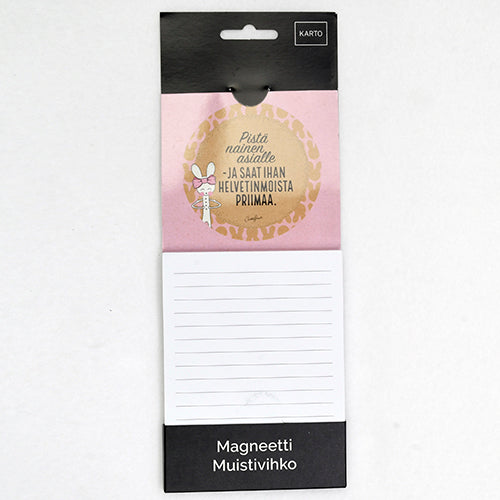 KARTO
Pistä
nainen
asialle
-JA SAAT IHAN
HELVETINMOISTA
PRIIMAA.
Magneetti
Muistivihko